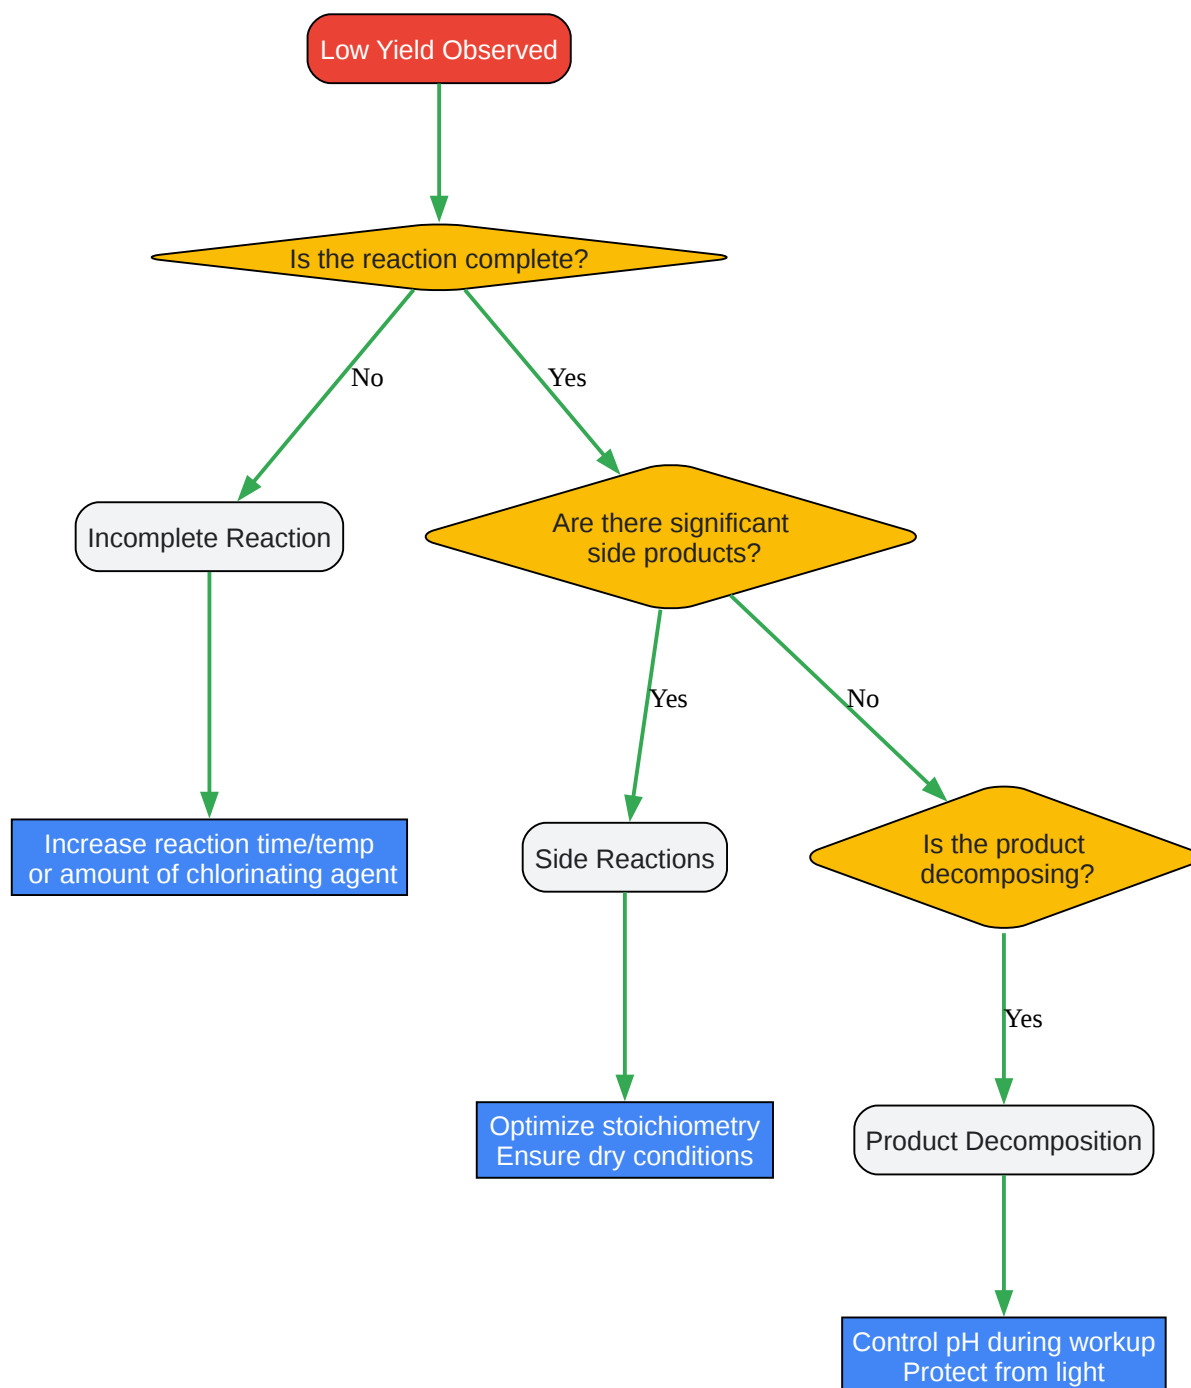 Low Yield Observed
Is the reaction complete?
No
Yes
Incomplete Reaction
Are there significant
side products?
Yes
No
Increase reaction time/temp
or amount of chlorinating agent
Side Reactions
Is the product
decomposing?
Yes
Optimize stoichiometry
Ensure dry conditions
Product Decomposition
Control pH during workup
Protect from light